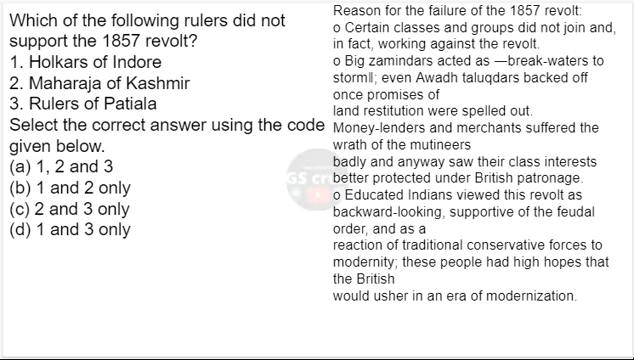 Which of the following rulers did not
support the 1857 revolt?
1. Holkars of Indore
2. Maharaja of Kashmir
3. Rulers of Patiala
Select the correct answer using the code
given below.
(a) 1, 2 and 3
(b) 1 and 2 only
(c) 2 and 3 only
(d) 1 and 3 only
Reason for the failure of the 1857 revolt:
o Certain classes and groups did not join and,
in fact, working against the revolt.
o Big zamindars acted as ―break-waters to
storm‖; even Awadh taluqdars backed off
once promises of
land restitution were spelled out.
Money-lenders and merchants suffered the
wrath of the mutineers
badly and anyway saw their class interests
better protected under British patronage.
o Educated Indians viewed this revolt as
backward-looking, supportive of the feudal
order, and as a
reaction of traditional conservative forces to
modernity; these people had high hopes that
the British
would usher in an era of modernization.